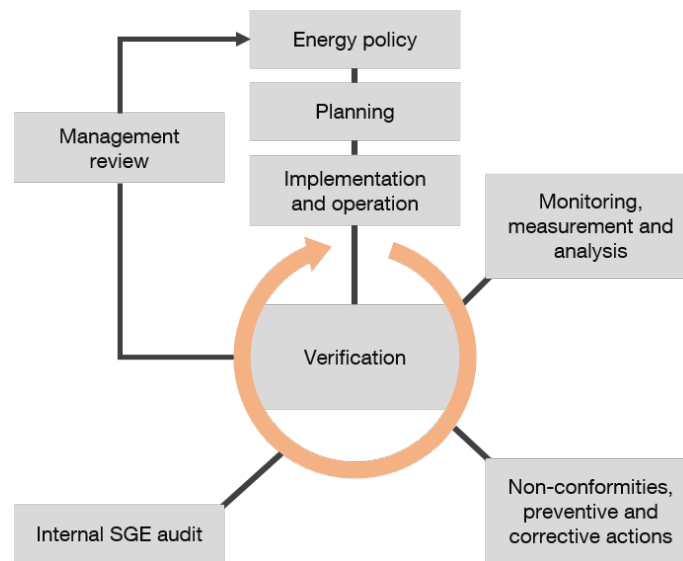 Energy policy
Planning
Management
review
Implementation
and operation
Monitoring,
measurement and
analysis
Verification
Internal SGE audit
Non-conformities,
preventive and
corrective actions